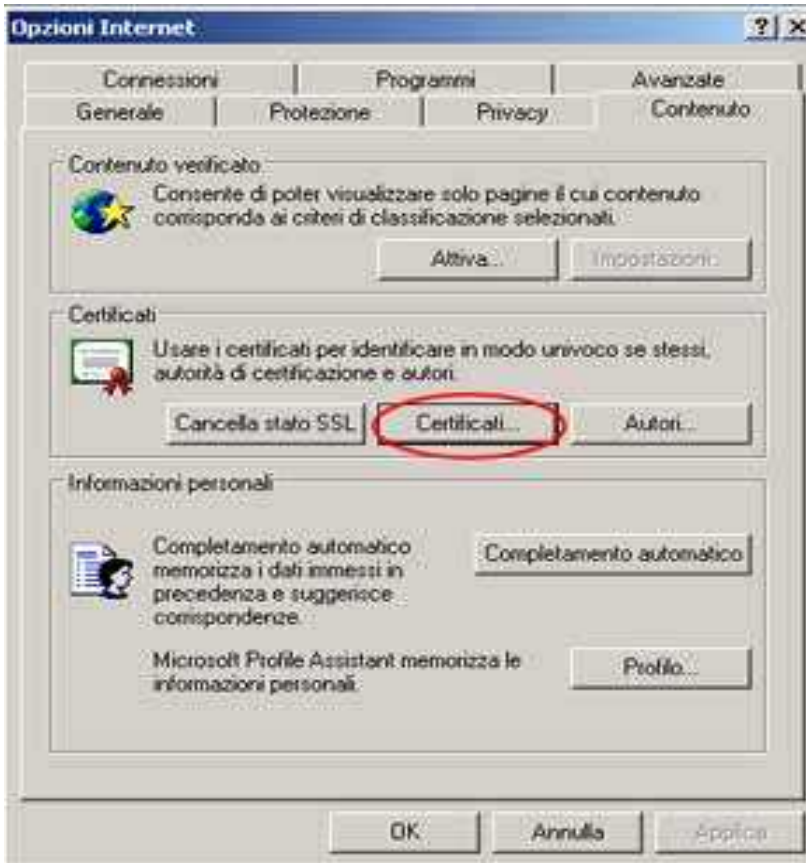 Opzioni Internet
Connessioni Programmi Avanzate
Generale Protezione Privacy Contenuto
Contenuto verificato
Consente di poter visualizzare solo pagine il cui contenuto
corrisponda ai criteri di classificazione selezionati.
Attiva... Impostazioni...
Certificati
Usare i certificati per identificare in modo univoco se stessi,
autorità di certificazione e autori.
Cancella stato SSL Certificati... Autori...
Informazioni personali
Completamento automatico
memorizza i dati immessi in
precedenza e suggerisce
corrispondenze.
Completamento automatico
Microsoft Profile Assistant memorizza le
informazioni personali.
Profilo...
OK Annulla Applica